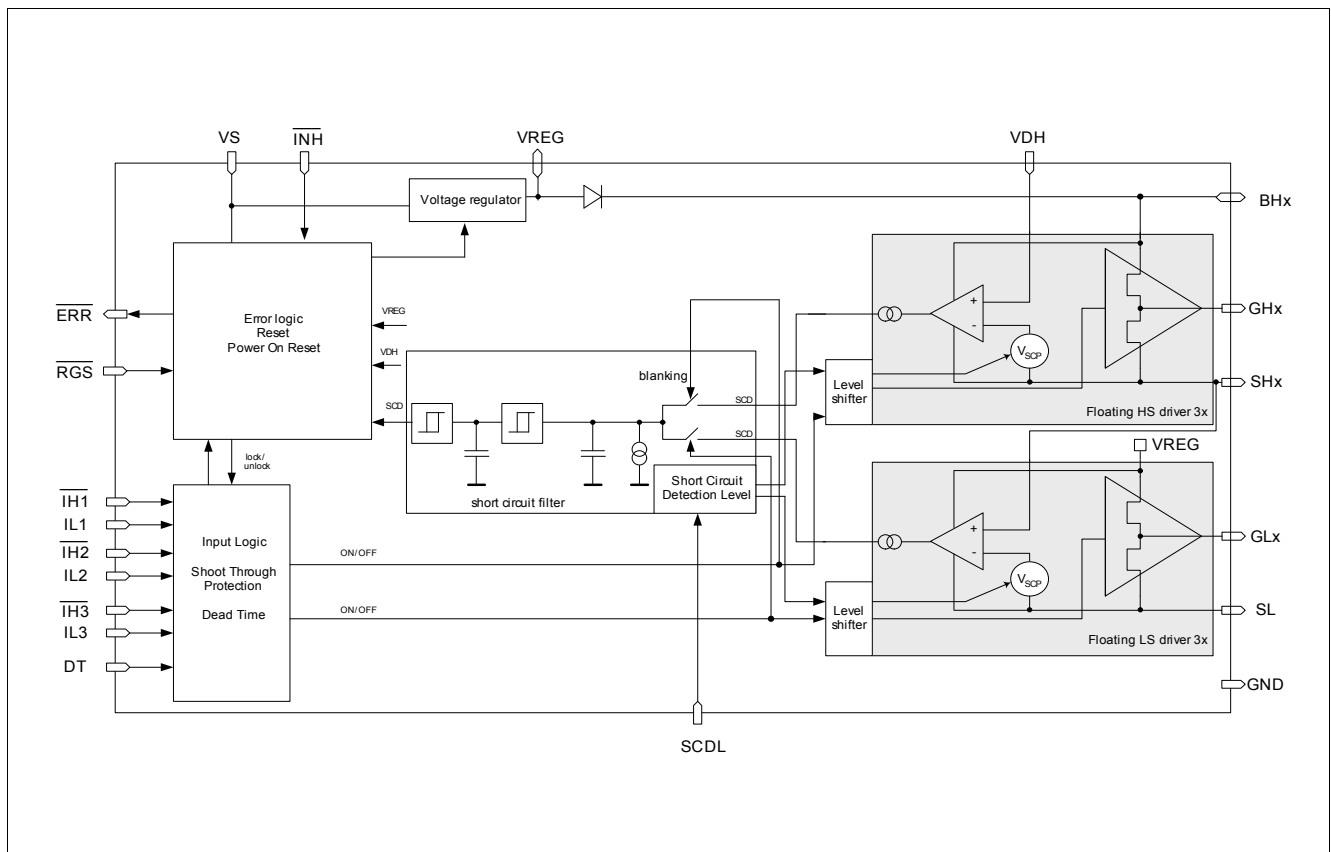 VS
INH
VREG
VDH
Voltage regulator
BHx
ERR
Error logic
Reset
Power On Reset
VREG
VDH
SCD
RGS
blanking
SCD
SCD
short circuit filter
Short Circuit
Detection Level
+
-
VSCP
Level
shifter
Floating HS driver 3x
GHx
SHx
VREG
lock/
unlock
IH1
IL1
IH2
IL2
IH3
IL3
DT
Input Logic
Shoot Through
Protection
Dead Time
ON/OFF
ON/OFF
+
-
VSCP
Level
shifter
Floating LS driver 3x
GLx
SL
GND
SCDL